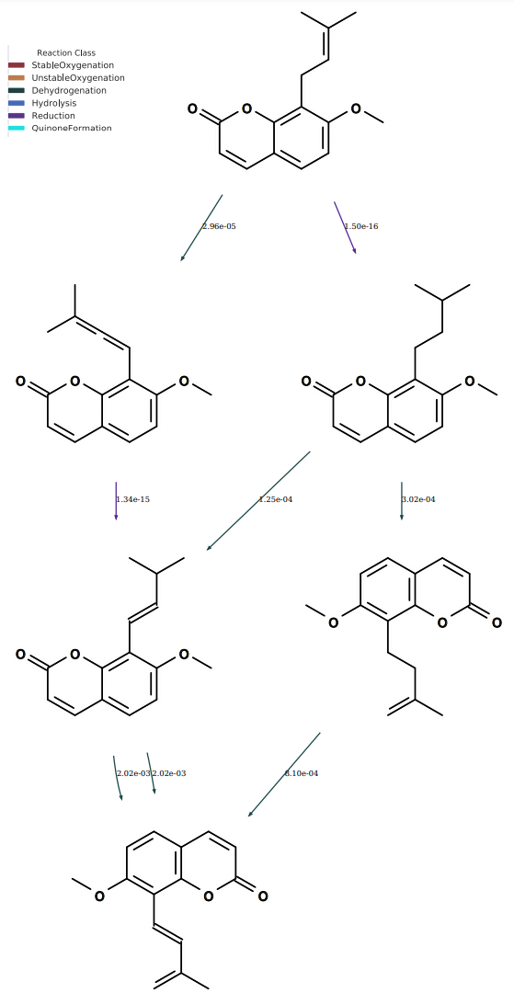 Reaction Class
StableOxygenation
UnstableOxygenation
Dehydrogenation
Hydrolysis
Reduction
QuinoneFormation
O O O
2.96e-05 1.50e-16
O O O O O O
1.34e-15 1.25e-04 3.02e-04
O O O O O O
2.02e-03 2.02e-03 8.10e-04
O O O